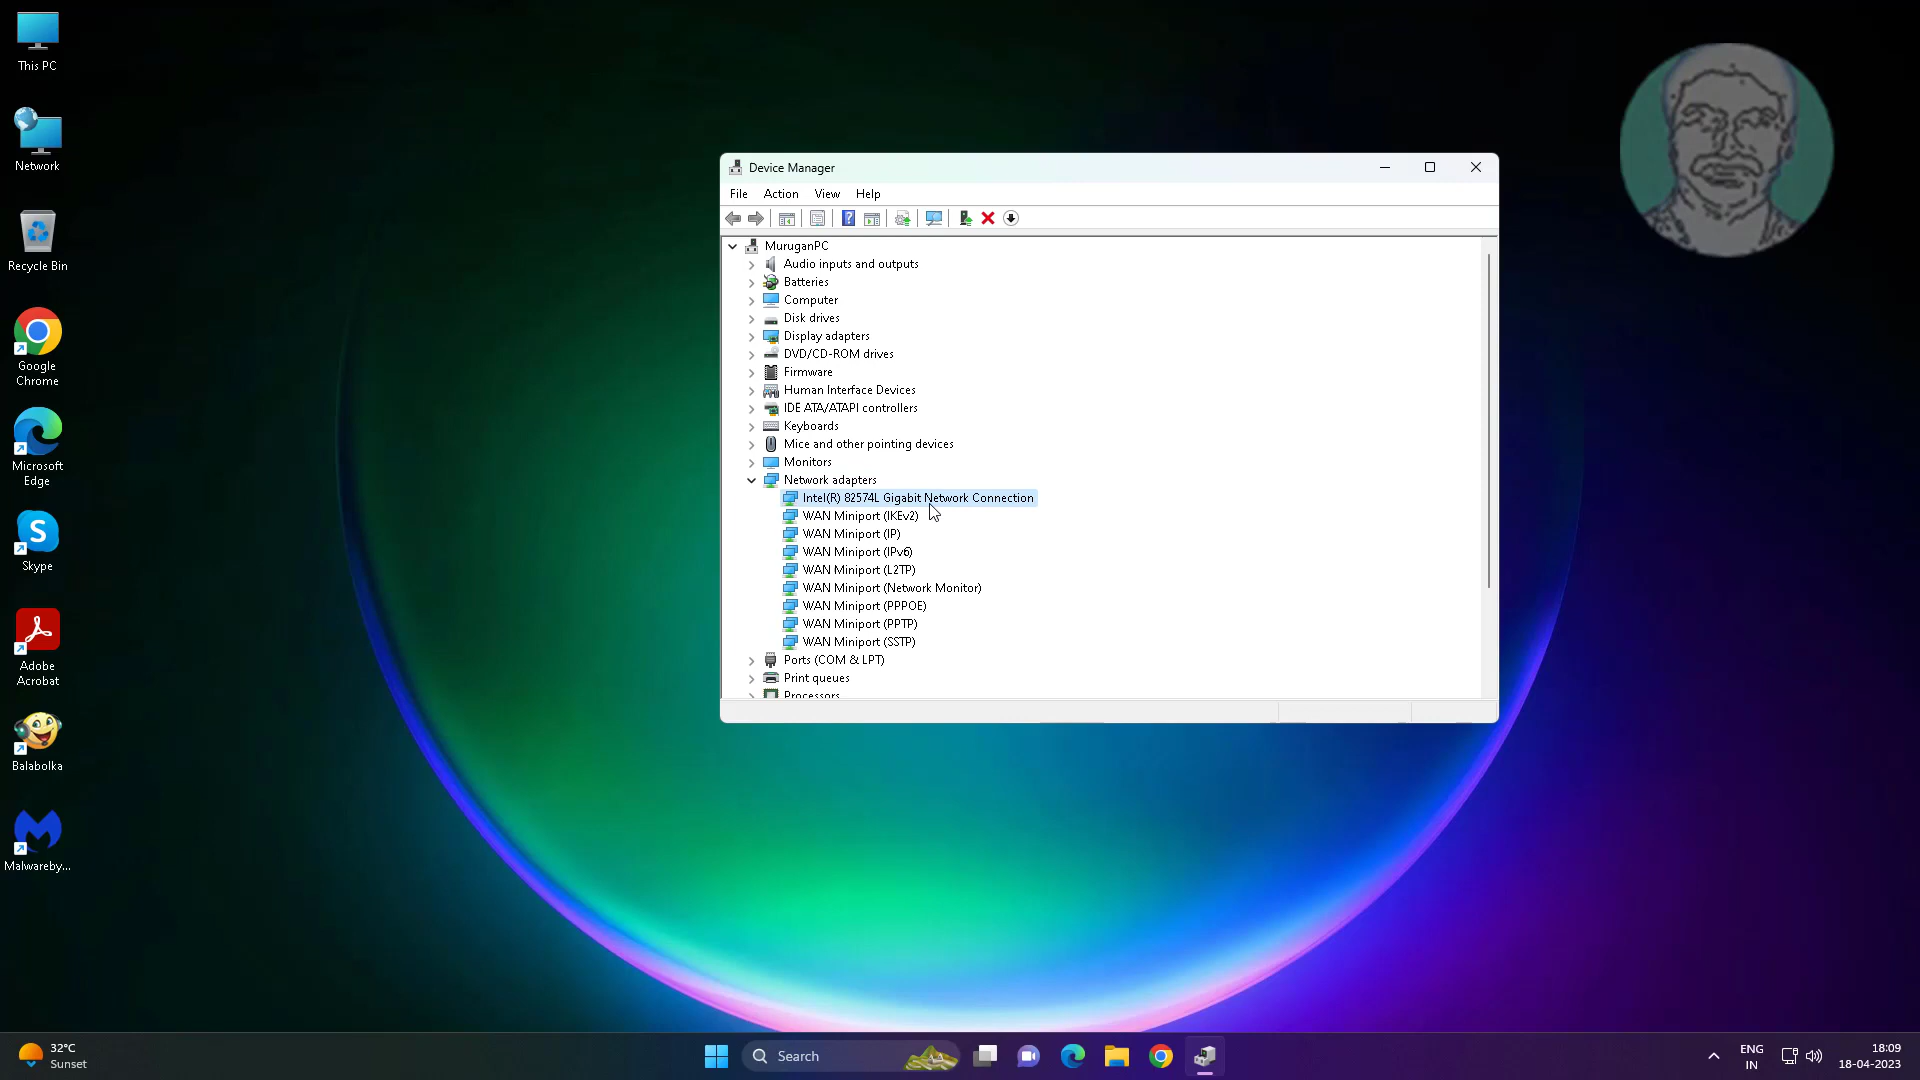 This PC
Network
Recycle Bin
Google
Chrome
Microsoft
Edge
Skype
Adobe
Acrobat
Balabolka
Malwareby...
Device Manager
File Action View Help
MuruganPC
Audio inputs and outputs
Batteries
Computer
Disk drives
Display adapters
DVD/CD-ROM drives
Firmware
Human Interface Devices
IDE ATA/ATAPI controllers
Keyboards
Mice and other pointing devices
Monitors
Network adapters
Intel(R) 82574L Gigabit Network Connection
WAN Miniport (IKEv2)
WAN Miniport (IP)
WAN Miniport (IPv6)
WAN Miniport (L2TP)
WAN Miniport (Network Monitor)
WAN Miniport (PPPOE)
WAN Miniport (PPTP)
WAN Miniport (SSTP)
Ports (COM & LPT)
Print queues
Processors
32°C
Sunset
Search
ENG
IN
18:09
18-04-2023